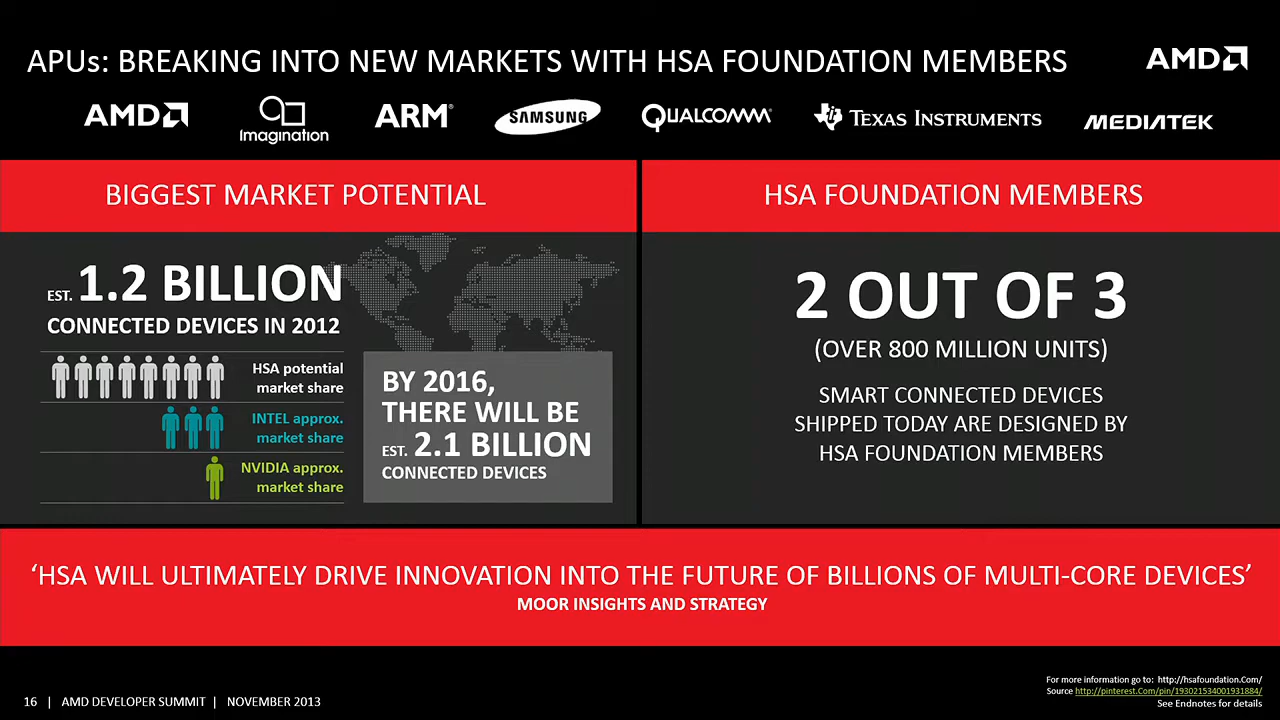 APUs: BREAKING INTO NEW MARKETS WITH HSA FOUNDATION MEMBERS
AMD
AMD
Imagination
ARM®
SAMSUNG
QUALCOMM®
TEXAS INSTRUMENTS
MEDIATEK
BIGGEST MARKET POTENTIAL
EST. 1.2 BILLION
CONNECTED DEVICES IN 2012
HSA potential
market share
INTEL approx.
market share
NVIDIA approx.
market share
BY 2016,
THERE WILL BE
EST. 2.1 BILLION
CONNECTED DEVICES
HSA FOUNDATION MEMBERS
2 OUT OF 3
(OVER 800 MILLION UNITS)
SMART CONNECTED DEVICES
SHIPPED TODAY ARE DESIGNED BY
HSA FOUNDATION MEMBERS
‘HSA WILL ULTIMATELY DRIVE INNOVATION INTO THE FUTURE OF BILLIONS OF MULTI-CORE DEVICES’
MOOR INSIGHTS AND STRATEGY
For more information go to: http://hsafoundation.Com/
Source http://pinterest.Com/pin/193021534001931884/
See Endnotes for details
16 | AMD DEVELOPER SUMMIT | NOVEMBER 2013